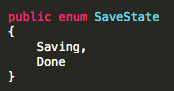 public enum SaveState
{
    Saving,
    Done
}